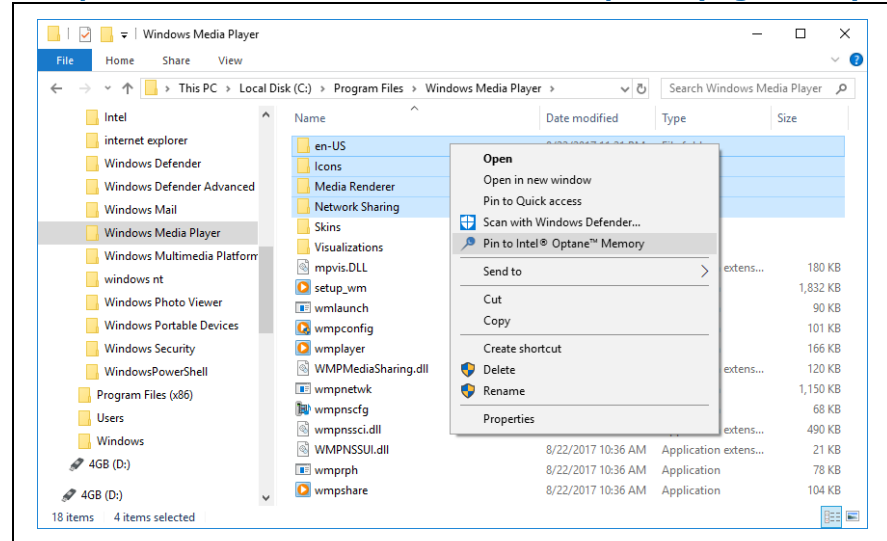 Windows Media Player
File Home Share View
This PC > Local Disk (C:) > Program Files > Windows Media Player >
Search Windows Media Player
Name Date modified Type Size
Intel
internet explorer
Windows Defender
Windows Defender Advanced
Windows Mail
Windows Media Player
Windows Multimedia Platform
windows nt
Windows Photo Viewer
Windows Portable Devices
Windows Security
WindowsPowerShell
Program Files (x86)
Users
Windows
4GB (D:)
4GB (D:)
en-US
Icons
Media Renderer
Network Sharing
Skins
Visualizations
mpvis.DLL extens... 180 KB
setup_wm 1,832 KB
wmlaunch 90 KB
wmpconfig 101 KB
wmplayer 166 KB
WMPMediaSharing.dll extens... 120 KB
wmpnetwk 1,150 KB
wmpnscfg 68 KB
wmpnssci.dll extens... 490 KB
WMPNSSUI.dll 8/22/2017 10:36 AM Application extens... 21 KB
wmprph 8/22/2017 10:36 AM Application 78 KB
wmpshare 8/22/2017 10:36 AM Application 104 KB
Open
Open in new window
Pin to Quick access
Scan with Windows Defender...
Pin to Intel® Optane™ Memory
Send to
Cut
Copy
Create shortcut
Delete
Rename
Properties
18 items 4 items selected